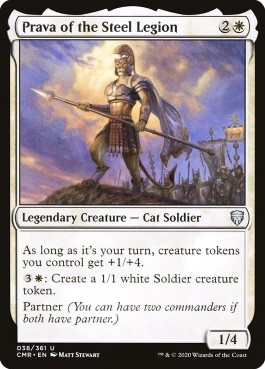 Prava of the Steel Legion 2
Legendary Creature — Cat Soldier
As long as it's your turn, creature tokens
you control get +1/+4.
3: Create a 1/1 white Soldier creature
token.
Partner (You can have two commanders if
both have partner.)
038/361 U
CMR • EN MATT STEWART
™ & © 2020 Wizards of the Coast
1/4